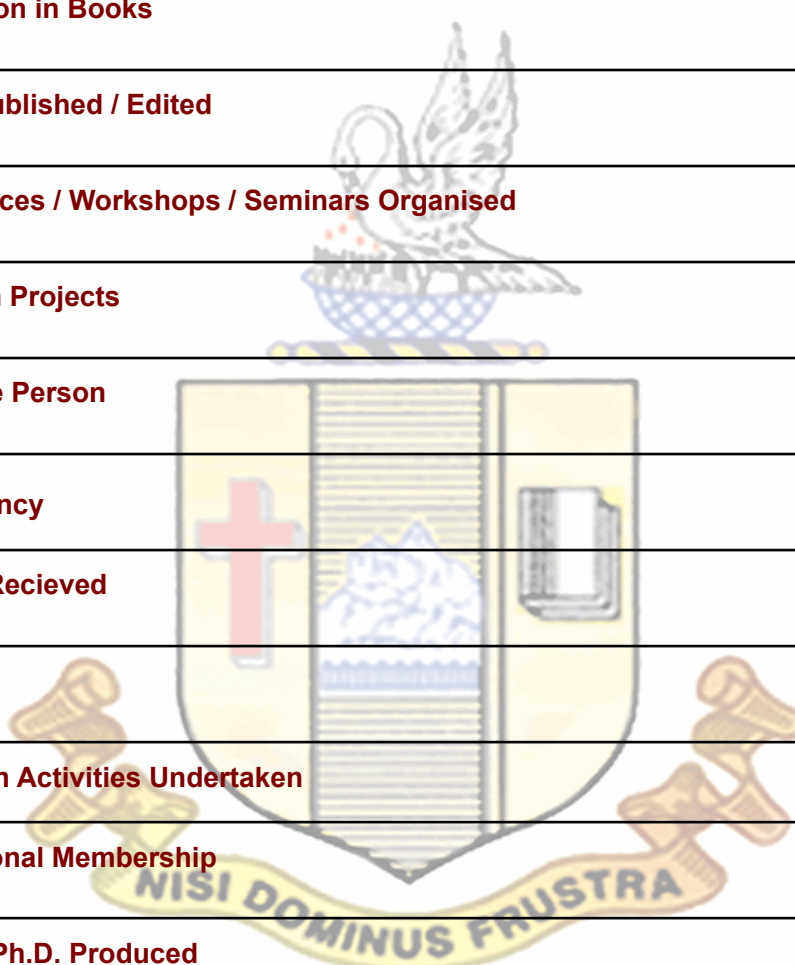 on in Books
ublished / Edited
ces / Workshops / Seminars Organised
Projects
Person
ncy
Recieved
Activities Undertaken
onal Membership
NISI DOMINUS FRUSTRA
Ph.D. Produced